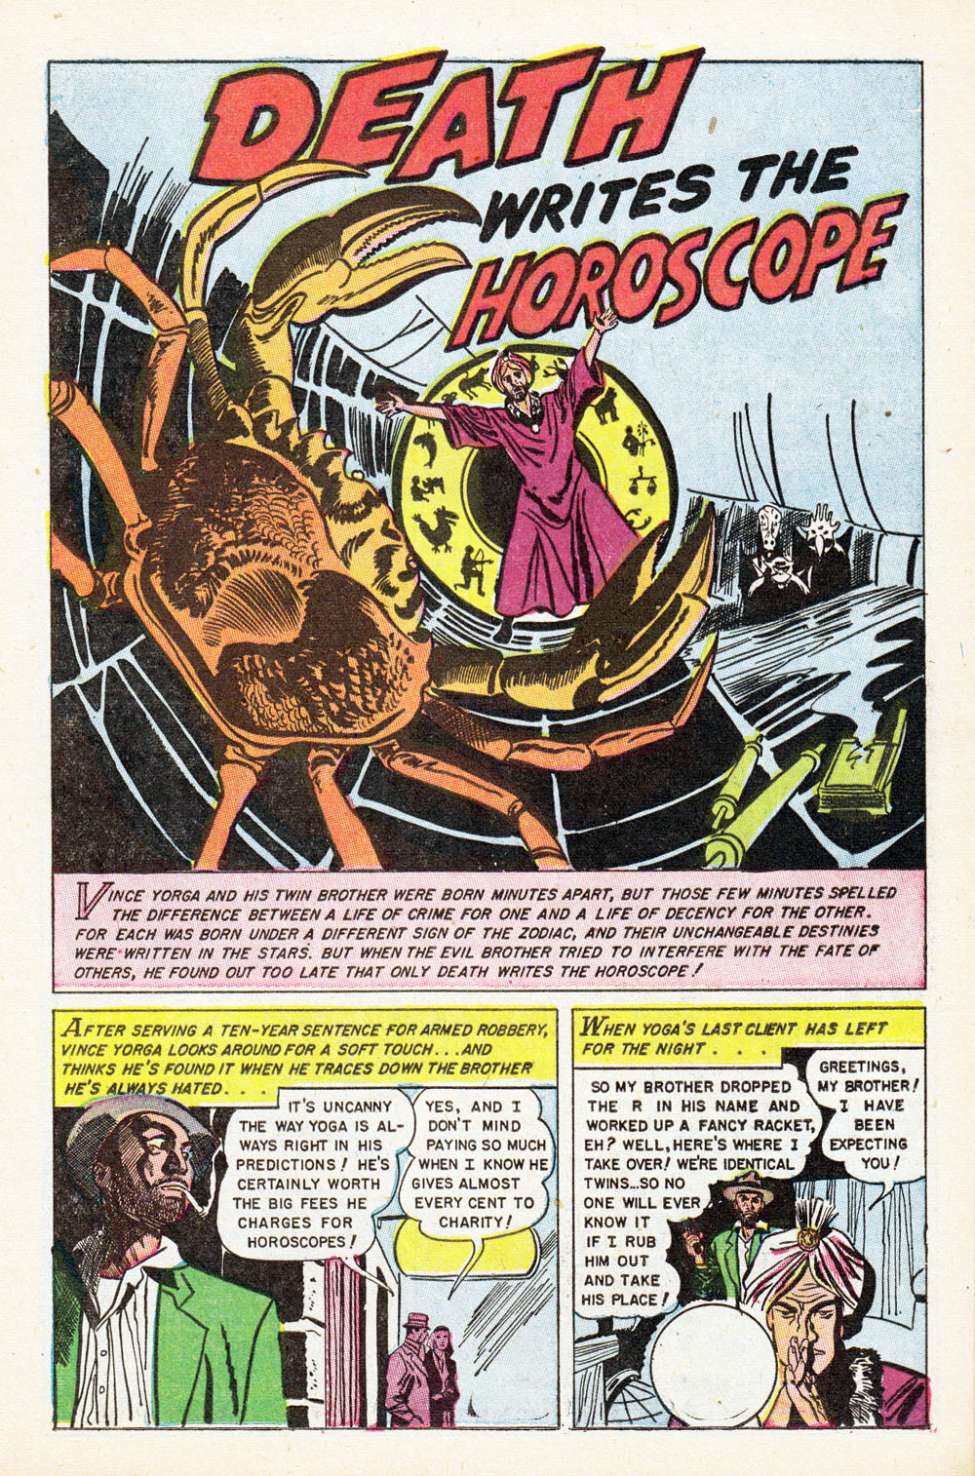 DEATH
WRITES THE
HOROSCOPE
VINCE YORGA AND HIS TWIN BROTHER WERE BORN MINUTES APART, BUT THOSE FEW MINUTES SPELLED
THE DIFFERENCE BETWEEN A LIFE OF CRIME FOR ONE AND A LIFE OF DECENCY FOR THE OTHER.
FOR EACH WAS BORN UNDER A DIFFERENT SIGN OF THE ZODIAC, AND THEIR UNCHANGEABLE DESTINIES
WERE WRITTEN IN THE STARS. BUT WHEN THE EVIL BROTHER TRIED TO INTERFERE WITH THE FATE OF
OTHERS, HE FOUND OUT TOO LATE THAT ONLY DEATH WRITES THE HOROSCOPE!
AFTER SERVING A TEN-YEAR SENTENCE FOR ARMED ROBBERY,
VINCE YORGA LOOKS AROUND FOR A SOFT TOUCH...AND
THINKS HE'S FOUND IT WHEN HE TRACES DOWN THE BROTHER
HE'S ALWAYS HATED. . .
IT'S UNCANNY
THE WAY YOGA IS AL-
WAYS RIGHT IN HIS
PREDICTIONS! HE'S
CERTAINLY WORTH
THE BIG FEES HE
CHARGES FOR
HOROSCOPES!
YES, AND I
DON'T MIND
PAYING SO MUCH
WHEN I KNOW HE
GIVES ALMOST
EVERY CENT TO
CHARITY!
WHEN YOGA'S LAST CLIENT HAS LEFT
FOR THE NIGHT . . .
SO MY BROTHER DROPPED
THE R IN HIS NAME AND
WORKED UP A FANCY RACKET,
EH? WELL, HERE'S WHERE I
TAKE OVER! WE'RE IDENTICAL
TWINS...SO NO
ONE WILL EVER
KNOW IT
IF I RUB
HIM OUT
AND TAKE
HIS PLACE!
GREETINGS,
MY BROTHER!
I HAVE
BEEN
EXPECTING
YOU!